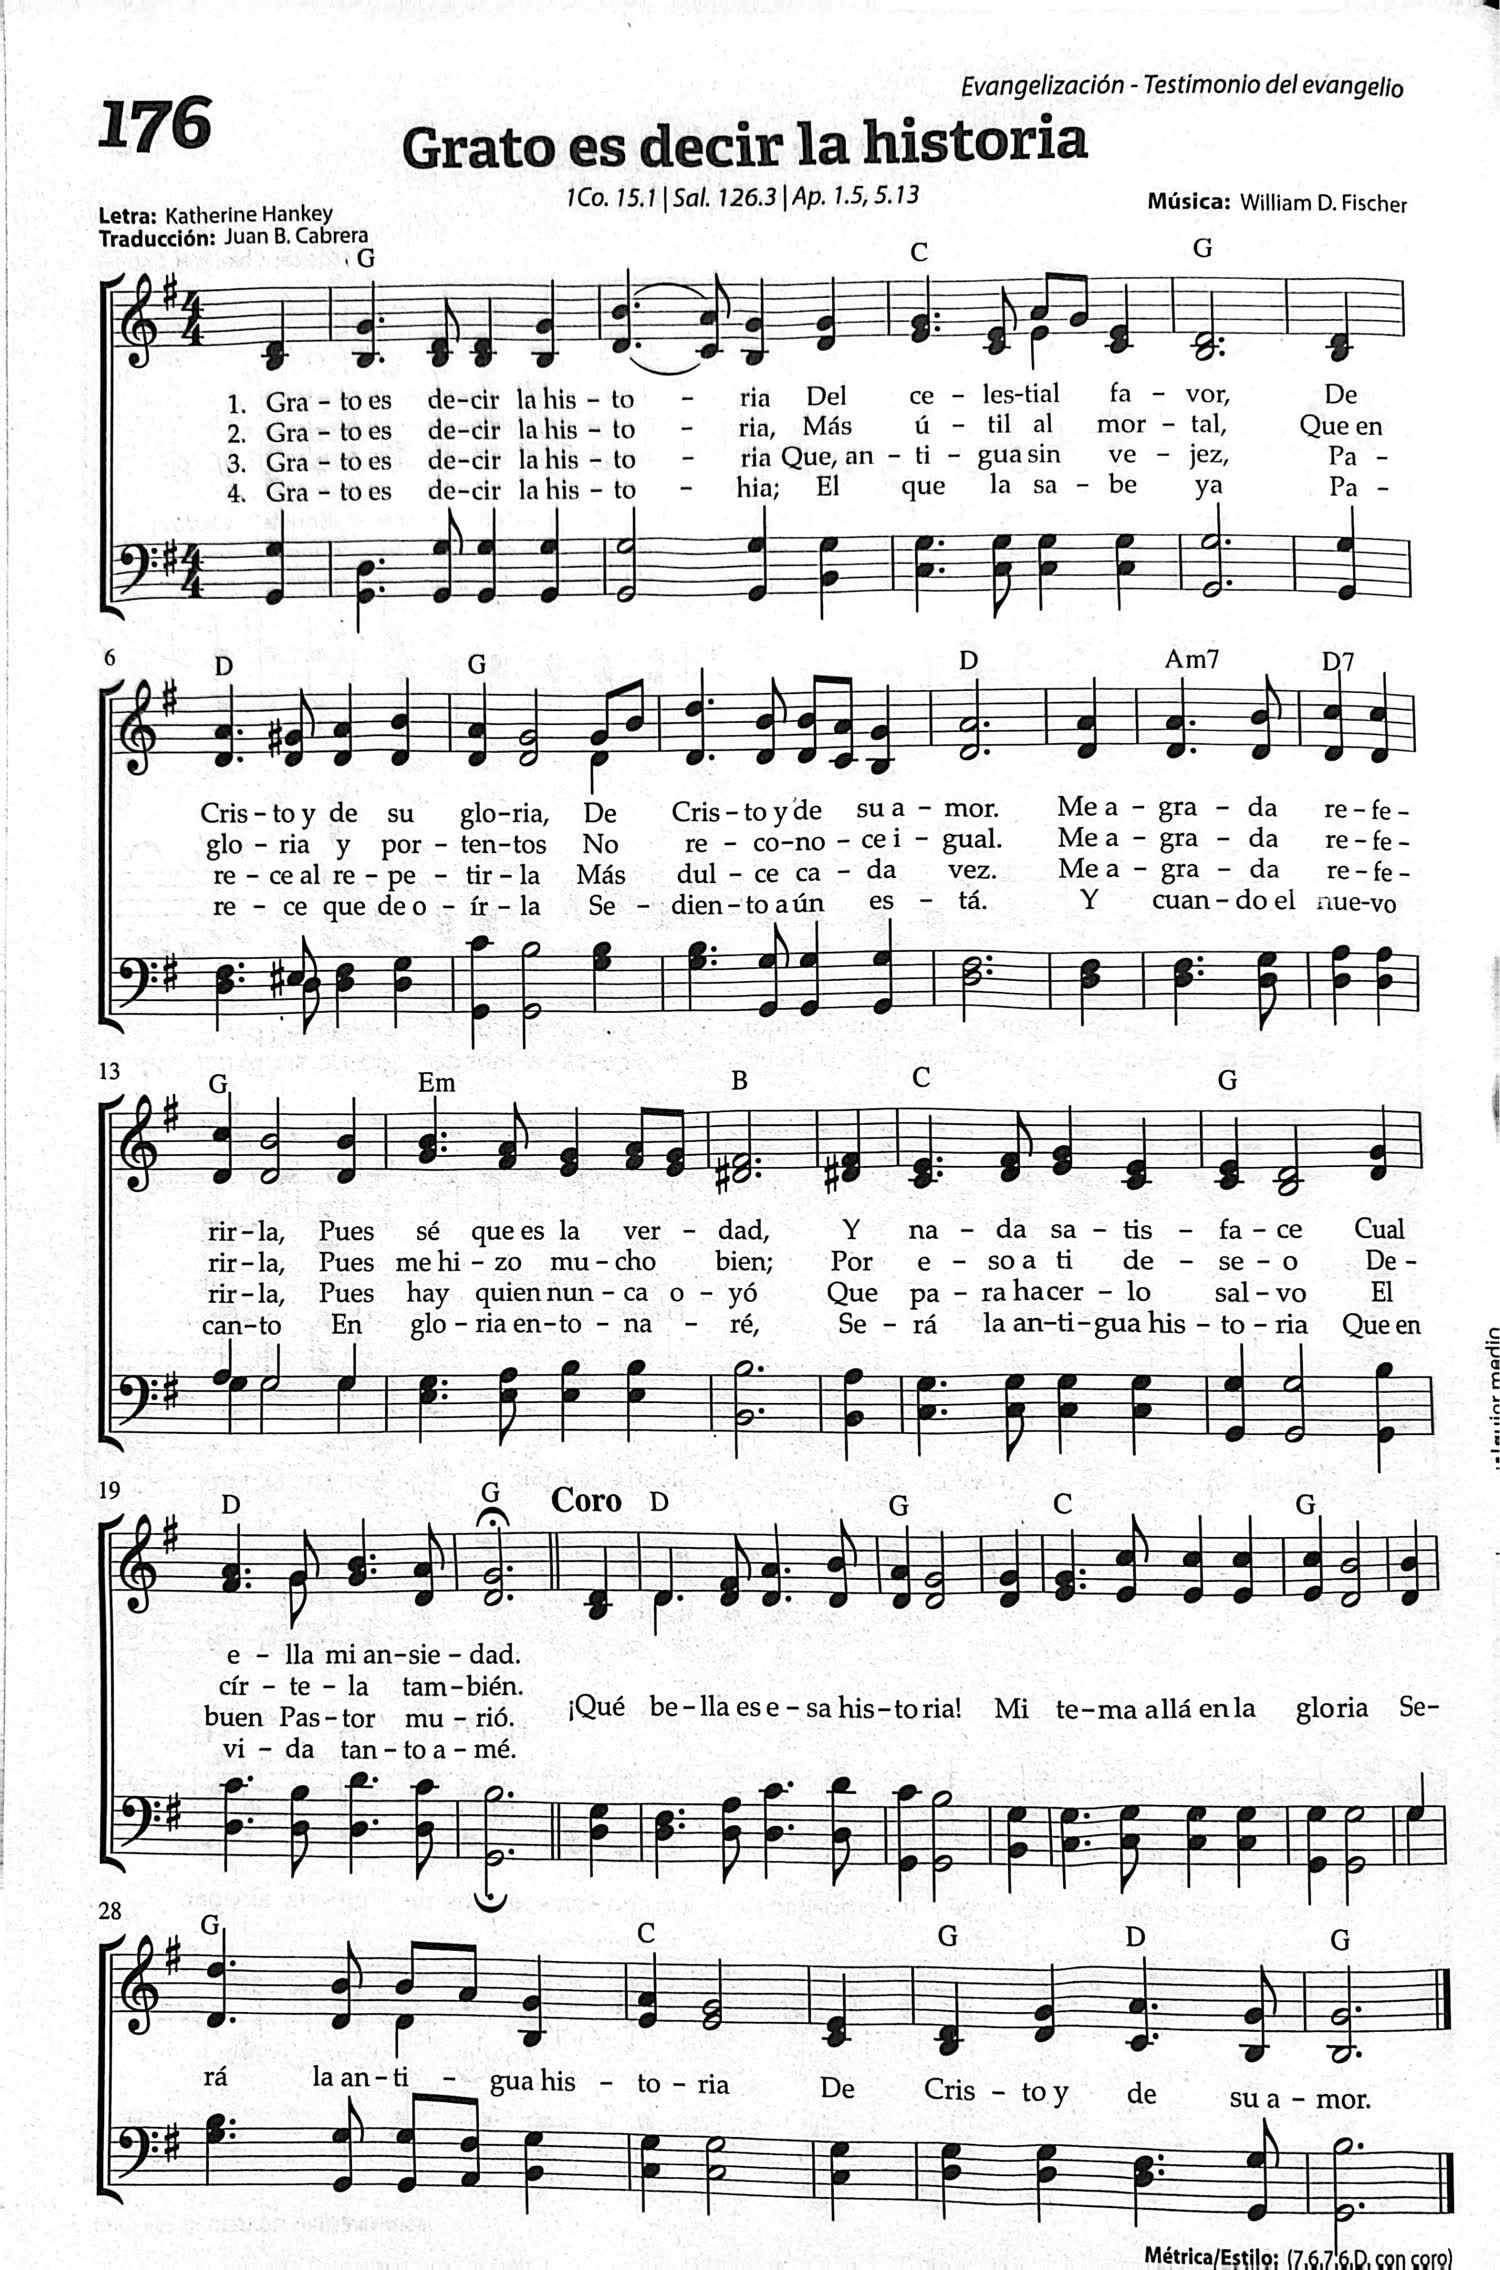 Evangelización - Testimonio del evangelio
176
Grato es decir la historia
1Co. 15.1 | Sal. 126.3 | Ap. 1.5, 5.13
Letra: Katherine Hankey
Música: William D. Fischer
Traducción: Juan B. Cabrera
G C G
4 4
1. Gra – to es de–cir la his – to – ria Del ce – les–tial fa – vor, De
2. Gra – to es de–cir la his – to – ria, Más ú – til al mor – tal, Que en
3. Gra – to es de–cir la his – to – ria Que, an – ti – gua sin ve – jez, Pa –
4. Gra – to es de–cir la his – to – hia; El que la sa – be ya Pa –
4 4
6 D G D Am7 D7
Cris–to y de su glo–ria, De Cris–to y de su a – mor. Me a – gra – da re–fe–
glo – ria y por – ten–tos No re – co–no – ce i – gual. Me a – gra – da re–fe–
re – ce al re – pe – tir–la Más dul – ce ca – da vez. Me a – gra – da re–fe–
re – ce que de o – ír–la Se – dien–to aún es – tá. Y cuan–do el nue–vo
13 G Em B C G
rir–la, Pues sé que es la ver – dad, Y na – da sa – tis – fa – ce Cual
rir–la, Pues me hi – zo mu–cho bien; Por e – so a ti de – se – o De–
rir–la, Pues hay quien nun – ca o – yó Que pa – ra hacer – lo sal – vo El
can–to En glo – ria en–to – na – ré, Se – rá la an–ti–gua his – to – ria Que en
19 D G Coro D G C G
e – lla mi an–sie – dad.
cír – te – la tam–bién.
buen Pas–tor mu – rió.
vi – da tan–to a – mé.
¡Qué be–lla es e–sa his–to ria! Mi te–ma allá en la glo ria Se–
28 G C G D G
rá la an–ti – gua his – to – ria De Cris – to y de su a – mor.
Métrica/Estilo: (7.6.7.6.D. con coro)